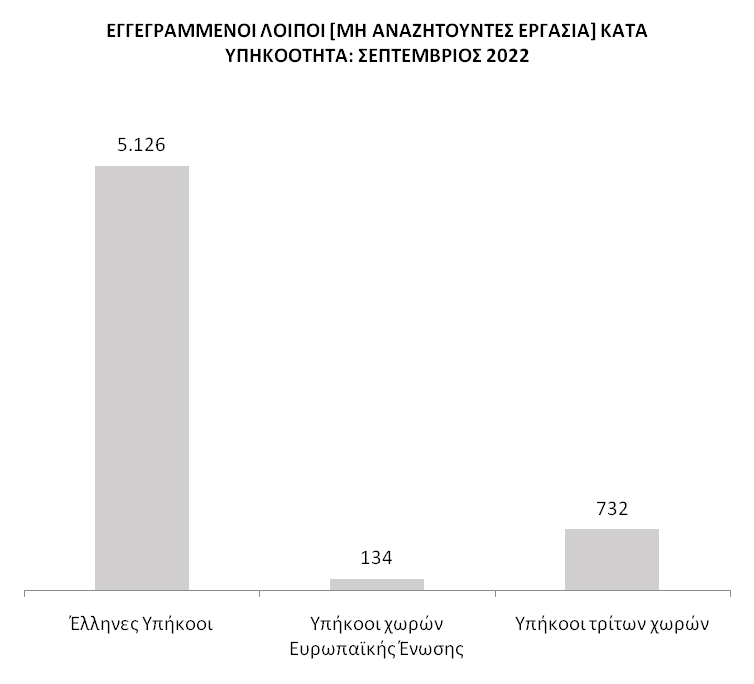 ΕΓΓΕΓΡΑΜΜΕΝΟΙ ΛΟΙΠΟΙ [ΜΗ ΑΝΑΖΗΤΟΥΝΤΕΣ ΕΡΓΑΣΙΑ] ΚΑΤΑ
ΥΠΗΚΟΟΤΗΤΑ: ΣΕΠΤΕΜΒΡΙΟΣ 2022
5.126
134
732
Έλληνες Υπήκοοι
Υπήκοοι χωρών
Ευρωπαϊκής Ένωσης
Υπήκοοι τρίτων χωρών